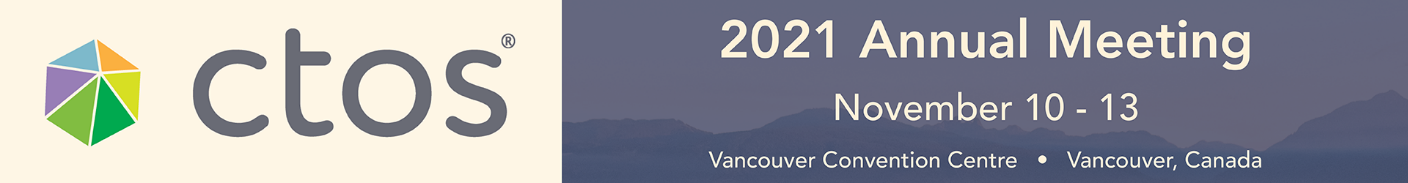 ctos®
2021 Annual Meeting
November 10 - 13
Vancouver Convention Centre • Vancouver, Canada